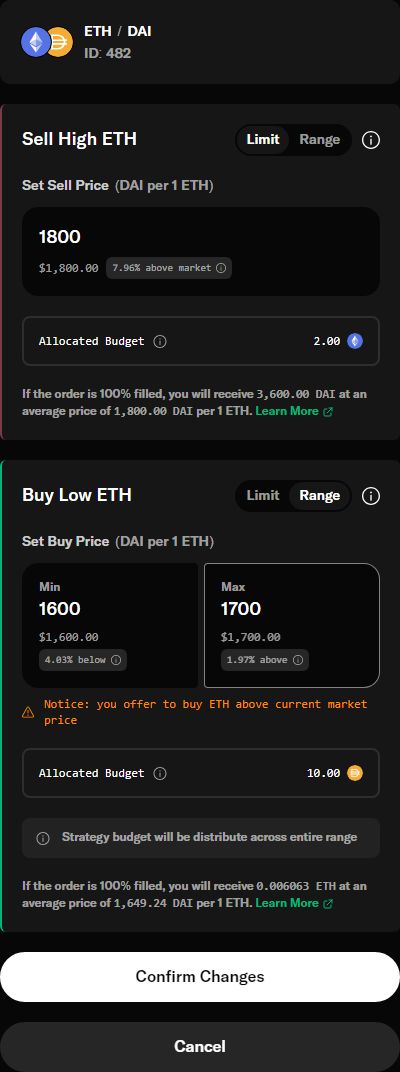 ETH / DAI
ID: 482
Sell High ETH
Limit Range
Set Sell Price (DAI per 1 ETH)
1800
$1,800.00 7.96% above market
Allocated Budget 2.00
If the order is 100% filled, you will receive 3,600.00 DAI at an
average price of 1,800.00 DAI per 1 ETH. Learn More
Buy Low ETH
Limit Range
Set Buy Price (DAI per 1 ETH)
Min
1600
$1,600.00
4.03% below
Max
1700
$1,700.00
1.97% above
Notice: you offer to buy ETH above current market
price
Allocated Budget 10.00
Strategy budget will be distribute across entire range
If the order is 100% filled, you will receive 0.006063 ETH at an
average price of 1,649.24 DAI per 1 ETH. Learn More
Confirm Changes
Cancel